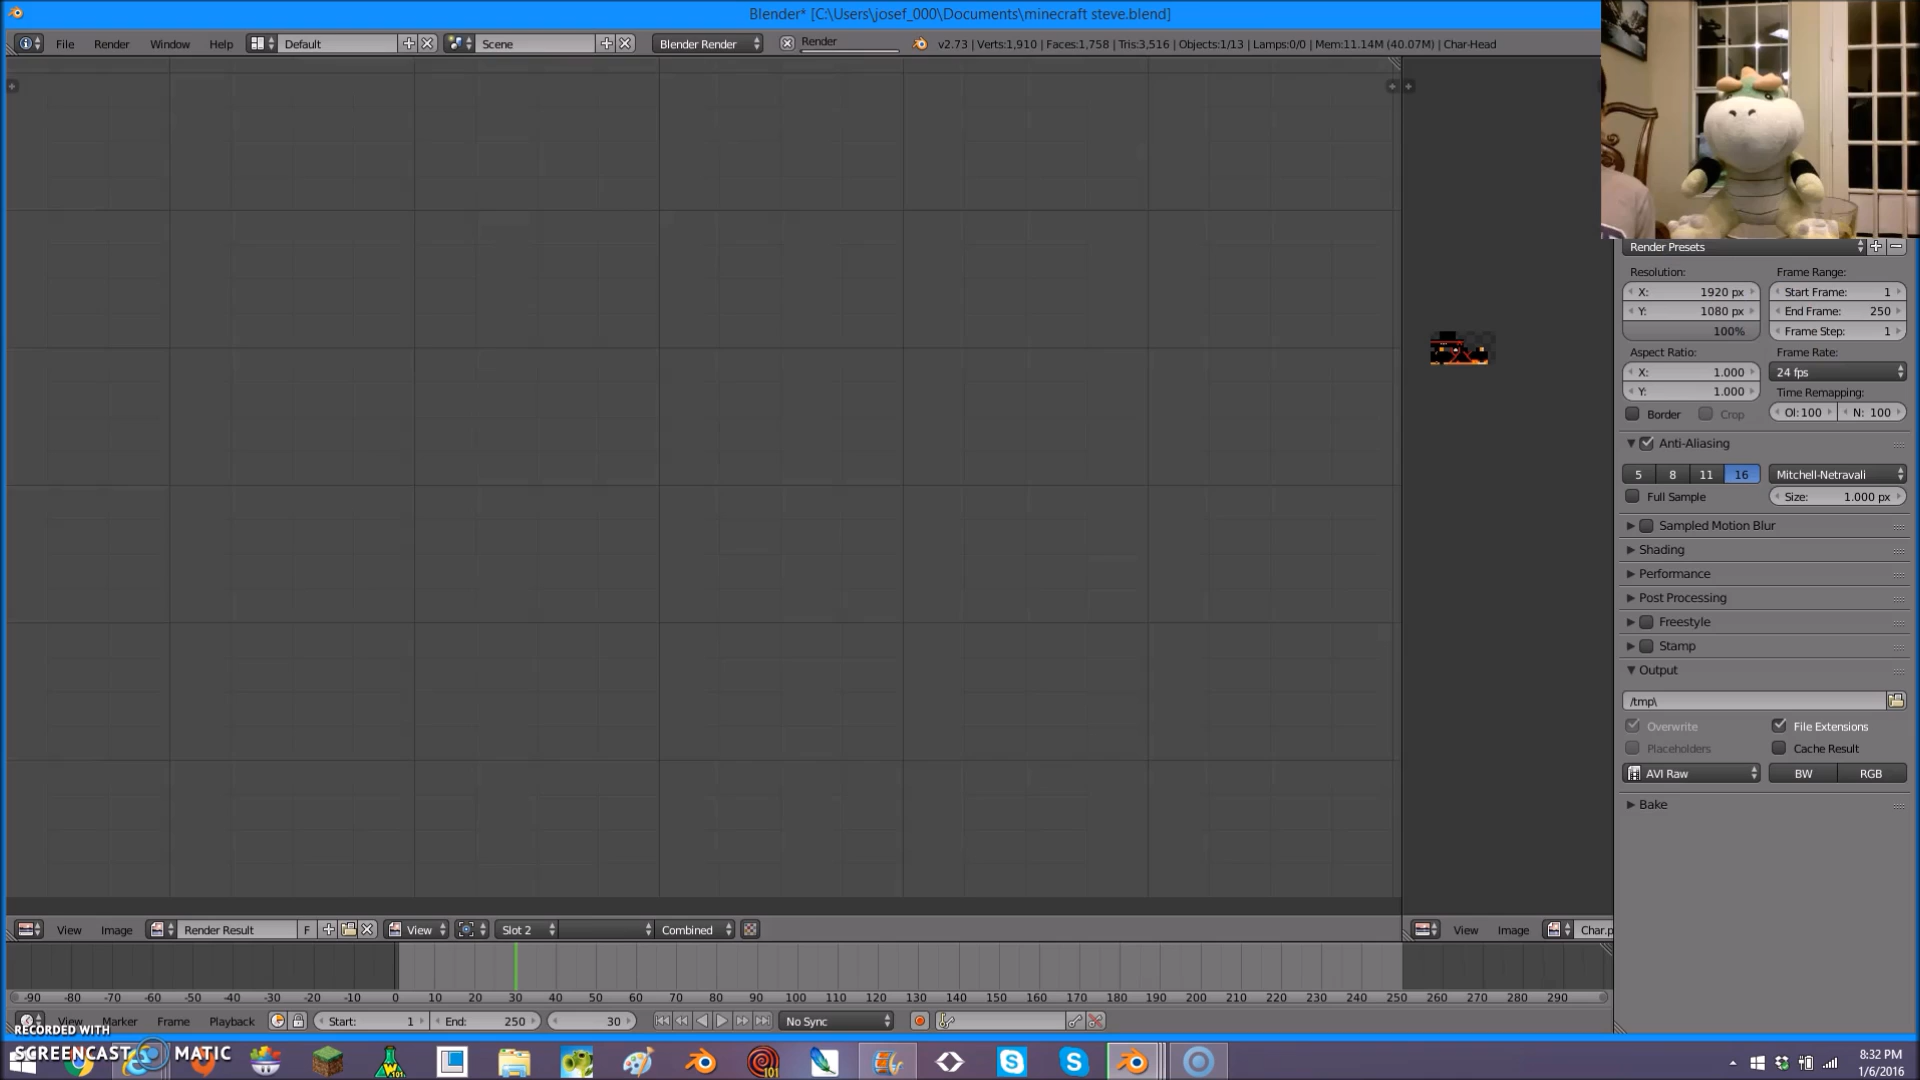 Blender* [C:\Users\josef_000\Documents\minecraft steve.blend]
File Render Window Help Default Scene Blender Render Render v2.73 | Verts:1,910 | Faces:1,758 | Tris:3,516 | Objects:1/13 | Lamps:0/0 | Mem:11.14M (40.07M) | Char-Head
Render Presets
Resolution: Frame Range:
X: 1920 px Start Frame: 1
Y: 1080 px End Frame: 250
100% Frame Step: 1
Aspect Ratio: Frame Rate:
X: 1.000 24 fps
Y: 1.000 Time Remapping:
Border Crop Ol:100 N: 100
Anti-Aliasing
5 8 11 16 Mitchell-Netravali
Full Sample Size: 1.000 px
Sampled Motion Blur
Shading
Performance
Post Processing
Freestyle
Stamp
Output
/tmp\
Overwrite File Extensions
Placeholders Cache Result
AVI Raw BW RGB
Bake
View Image Render Result F View Slot 2 Combined View Image Char.p
-90 -80 -70 -60 -50 -40 -30 -20 -10 0 10 20 30 40 50 60 70 80 90 100 110 120 130 140 150 160 170 180 190 200 210 220 230 240 250 260 270 280 290
View Marker Frame Playback Start: 1 End: 250 30 No Sync
RECORDED WITH
SCREENCAST MATIC
W 101
101
8:32 PM
1/6/2016